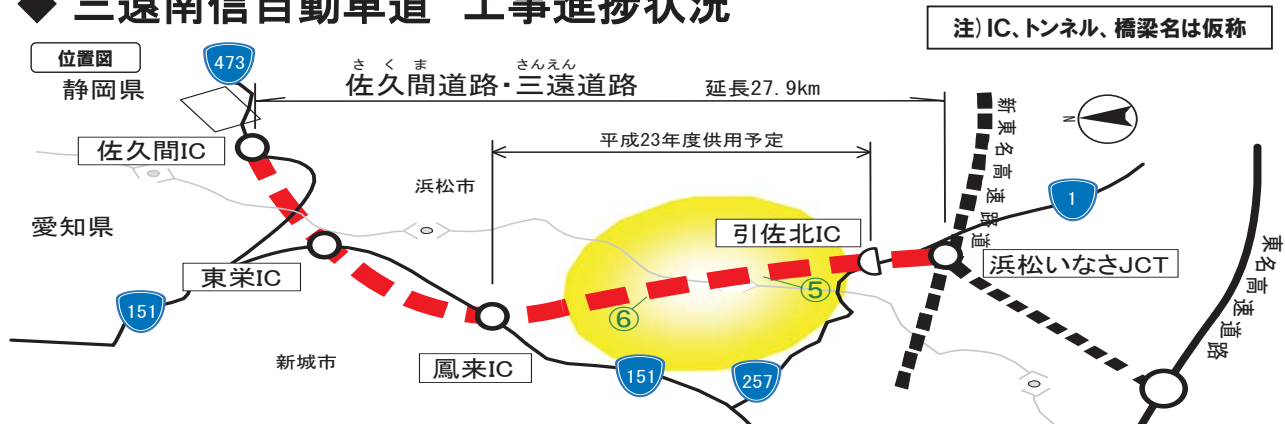 ◆ 三遠南信自動車道 工事進捗状況
注)IC、トンネル、橋梁名は仮称
位置図
473
静岡県
さくま さんえん
佐久間道路・三遠道路 延長27.9km
平成23年度供用予定
新東名高速道路
N
佐久間IC
浜松市
1
愛知県
引佐北IC
浜松いなさJCT
東名高速道路
東栄IC
⑤
⑥
151
新城市
鳳来IC
151
257